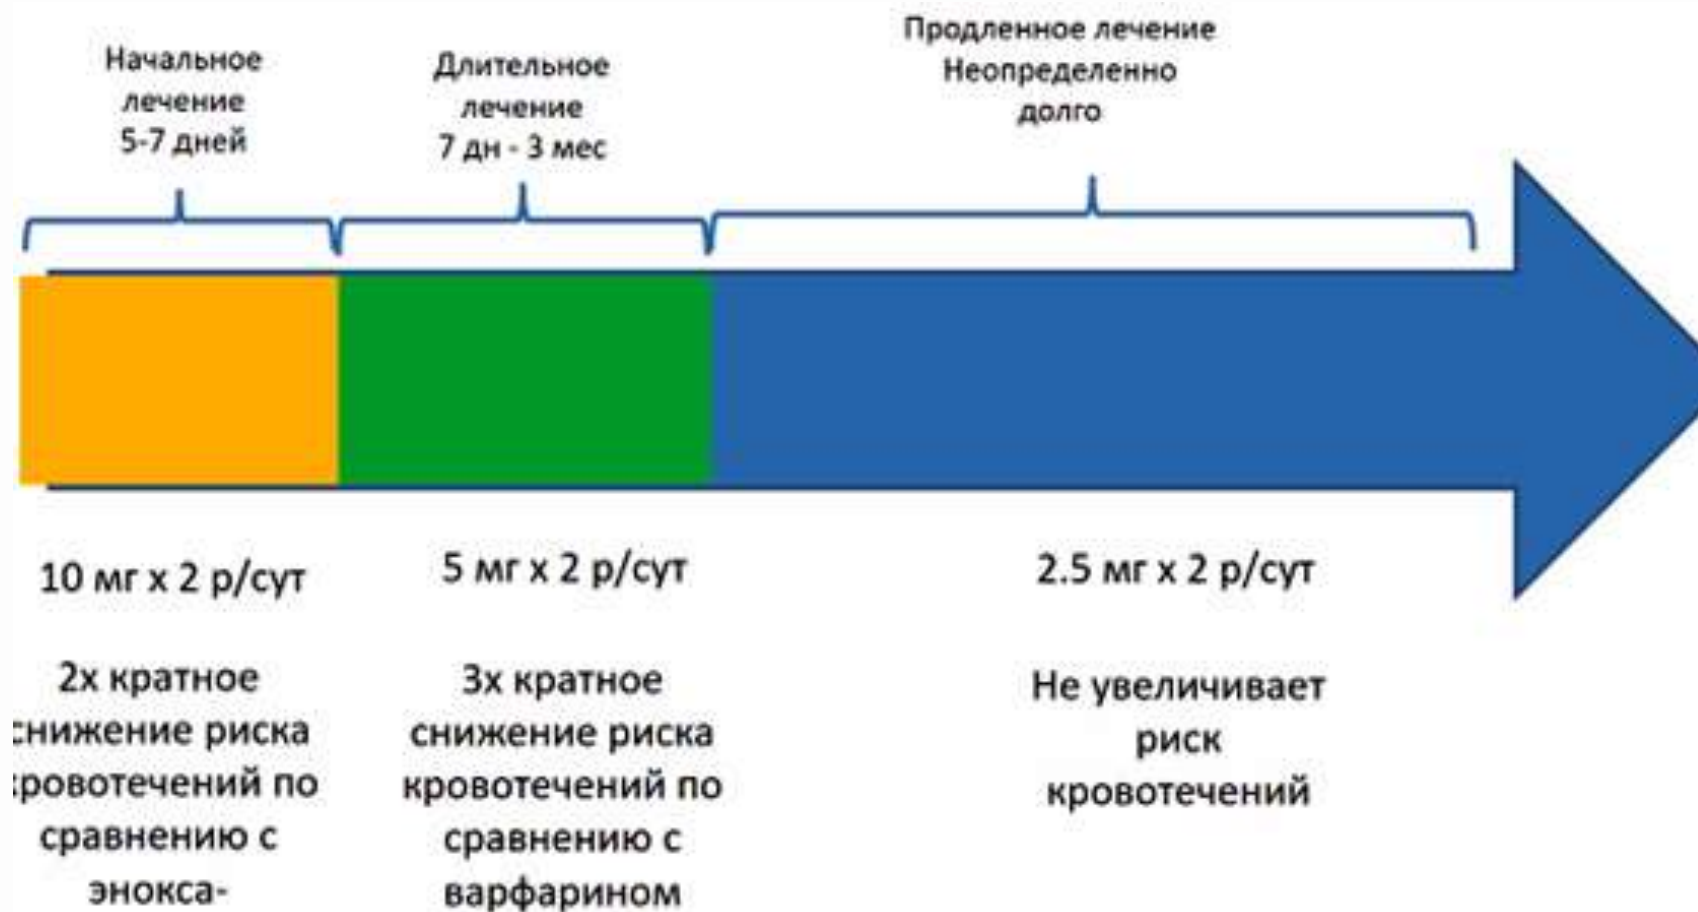 Начальное
лечение
5-7 дней
Длительное
лечение
7 дн - 3 мес
Продленное лечение
Неопределенно
долго
10 мг х 2 р/сут
5 мг х 2 р/сут
2.5 мг х 2 р/сут
2х кратное
снижение риска
кровотечений по
сравнению с
энокса-
3х кратное
снижение риска
кровотечений по
сравнению с
варфарином
Не увеличивает
риск
кровотечений